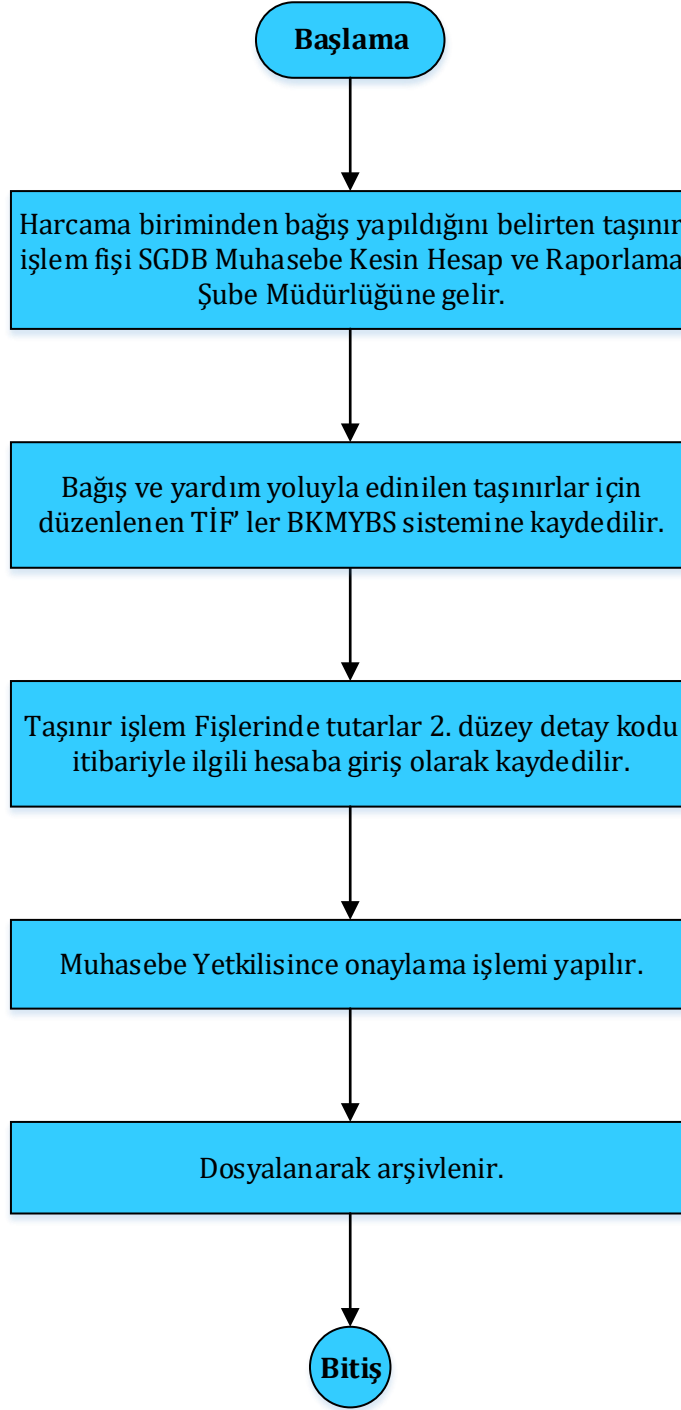 Başlama
Harcama biriminden bağış yapıldığını belirten taşınır
işlem fişi SGDB Muhasebe Kesin Hesap ve Raporlama
Şube Müdürlüğüne gelir.
Bağış ve yardım yoluyla edinilen taşınırlar için
düzenlenen TİF’ ler BKMYBS sistemine kaydedilir.
Taşınır işlem Fişlerinde tutarlar 2. düzey detay kodu
itibariyle ilgili hesaba giriş olarak kaydedilir.
Muhasebe Yetkilisince onaylama işlemi yapılır.
Dosyalanarak arşivlenir.
Bitiş